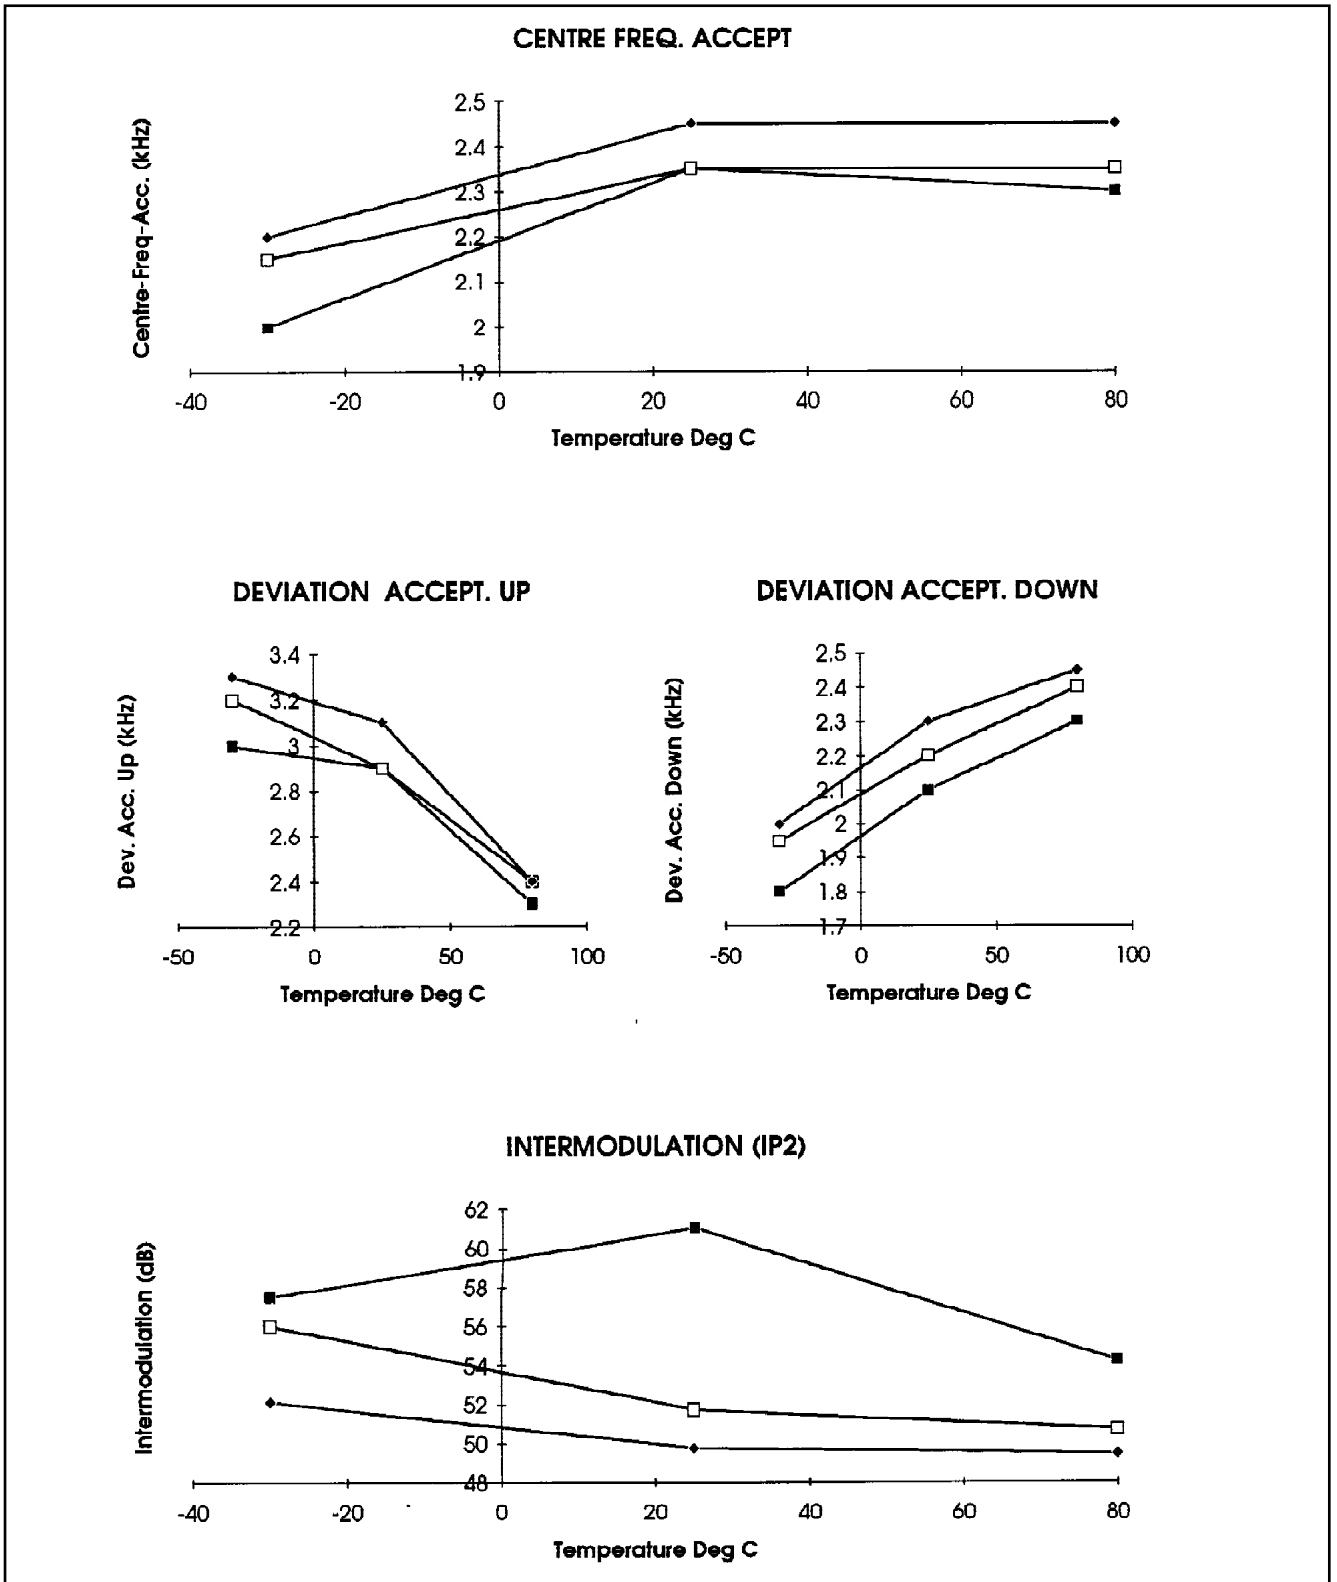 CENTRE FREQ. ACCEPT
Centre-Freq-Acc. (kHz)
2.5
2.4
2.3
2.2
2.1
2
1.9
-40 -20 0 20 40 60 80
Temperature Deg C
DEVIATION ACCEPT. UP
Dev. Acc. Up (kHz)
3.4
3.2
3
2.8
2.6
2.4
2.2
-50 0 50 100
Temperature Deg C
DEVIATION ACCEPT. DOWN
Dev. Acc. Down (kHz)
2.5
2.4
2.3
2.2
2.1
2
1.9
1.8
1.7
-50 0 50 100
Temperature Deg C
INTERMODULATION (IP2)
Intermodulation (dB)
62
60
58
56
54
52
50
48
-40 -20 0 20 40 60 80
Temperature Deg C